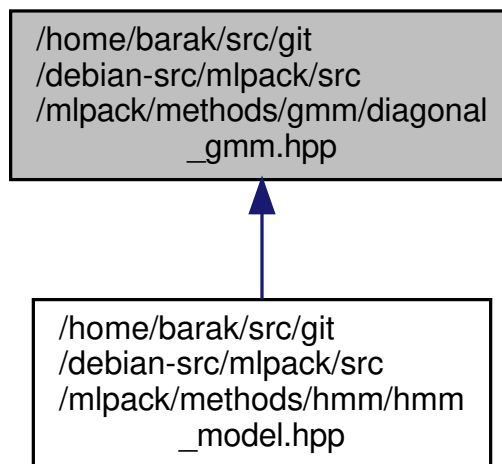 /home/barak/src/git
/debian-src/mlpack/src
/mlpack/methods/gmm/diagonal
_gmm.hpp
/home/barak/src/git
/debian-src/mlpack/src
/mlpack/methods/hmm/hmm
_model.hpp